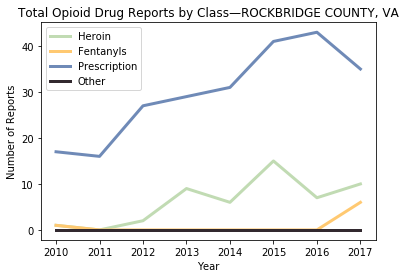 Total Opioid Drug Reports by Class—ROCKBRIDGE COUNTY, VA
Heroin
Fentanyls
Prescription
Other
Number of Reports
40
30
20
10
0
2010 2011 2012 2013 2014 2015 2016 2017
Year